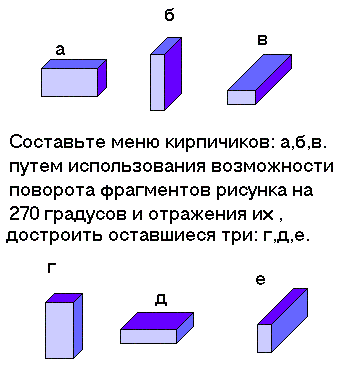 б
а
в
Составьте меню кирпичиков: а,б,в.
путем использования возможности
поворота фрагментов рисунка на
270 градусов и отражения их ,
достроить оставшиеся три: г,д,е.
г
д
е